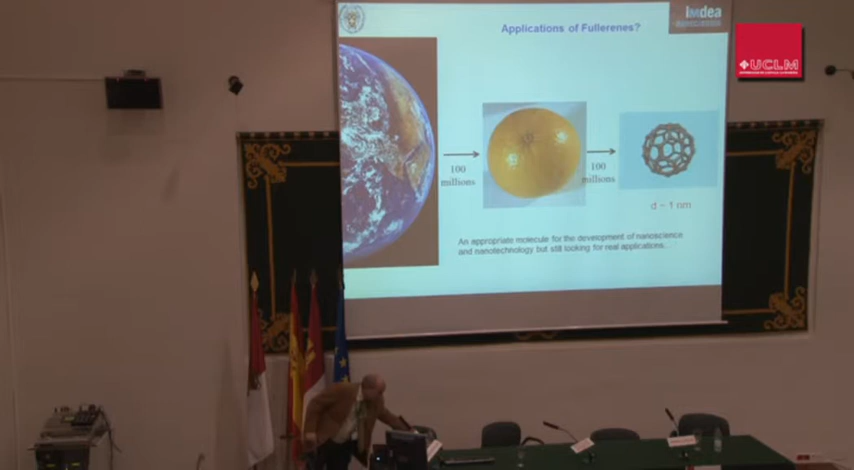 Applications of Fullerenes?
imdea
UCLM
100
millions
100
millions
d ~ 1 nm
An appropriate molecule for the development of nanoscience
and nanotechnology but still looking for real applications.